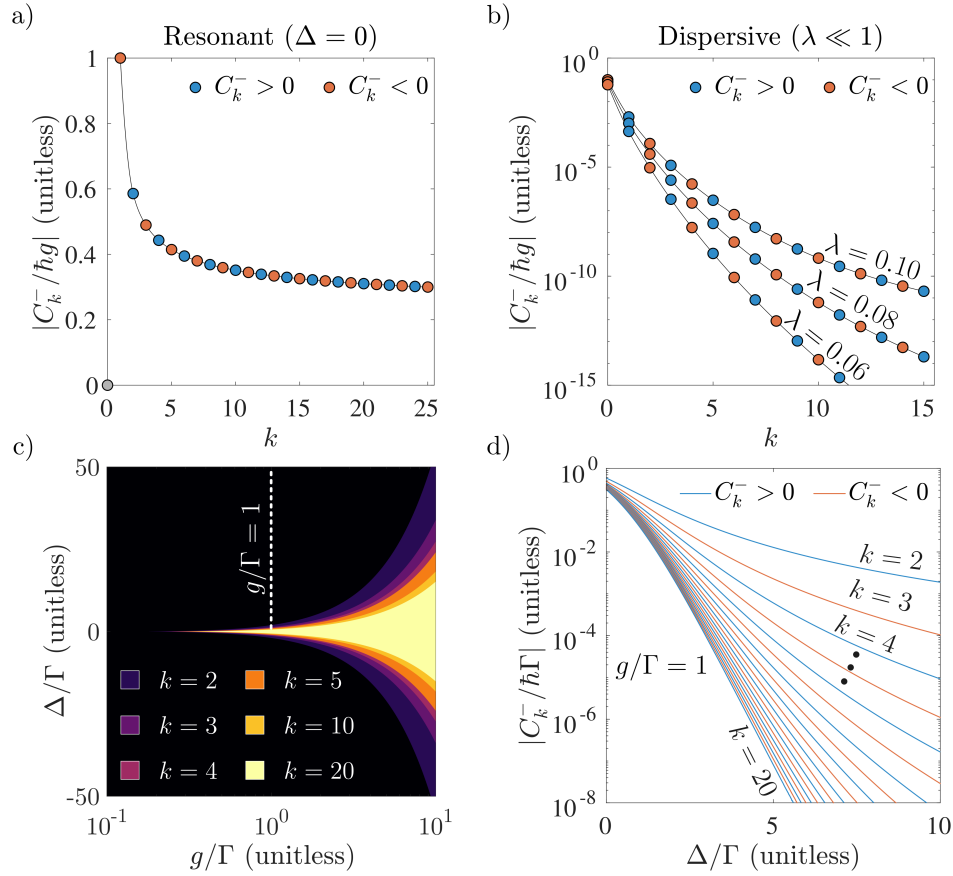 a)
Resonant (Δ = 0)
C_k^- > 0
C_k^- < 0
|C_k^-/ℏg| (unitless)
1
0.8
0.6
0.4
0.2
0
0
5
10
15
20
25
k
b)
Dispersive (λ ≪ 1)
C_k^- > 0
C_k^- < 0
|C_k^-/ℏg| (unitless)
10^0
10^-5
10^-10
10^-15
λ = 0.10
λ = 0.08
λ = 0.06
0
5
10
15
k
c)
Δ/Γ (unitless)
50
0
-50
g/Γ = 1
k = 2
k = 5
k = 3
k = 10
k = 4
k = 20
10^-1
10^0
10^1
g/Γ (unitless)
d)
|C_k^-/ℏΓ| (unitless)
10^0
10^-2
10^-4
10^-6
10^-8
C_k^- > 0
C_k^- < 0
k = 2
k = 3
k = 4
g/Γ = 1
k = 20
0
5
10
Δ/Γ (unitless)